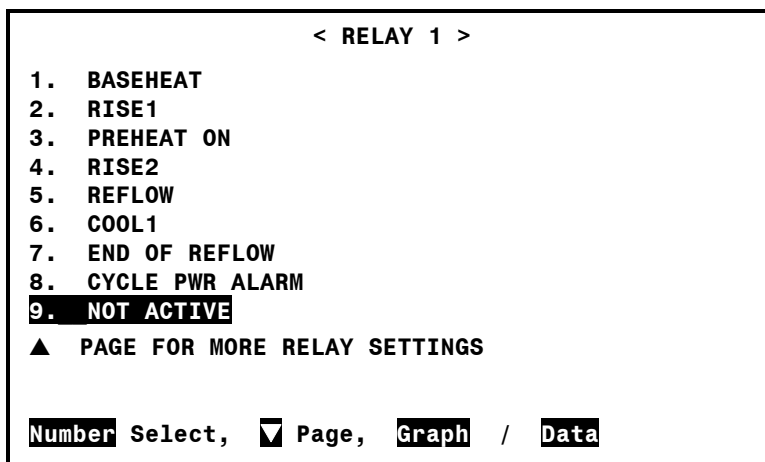 < RELAY 1 >
1. BASEHEAT
2. RISE1
3. PREHEAT ON
4. RISE2
5. REFLOW
6. COOL1
7. END OF REFLOW
8. CYCLE PWR ALARM
9. NOT ACTIVE
▲ PAGE FOR MORE RELAY SETTINGS
Number Select, ▼ Page, Graph / Data